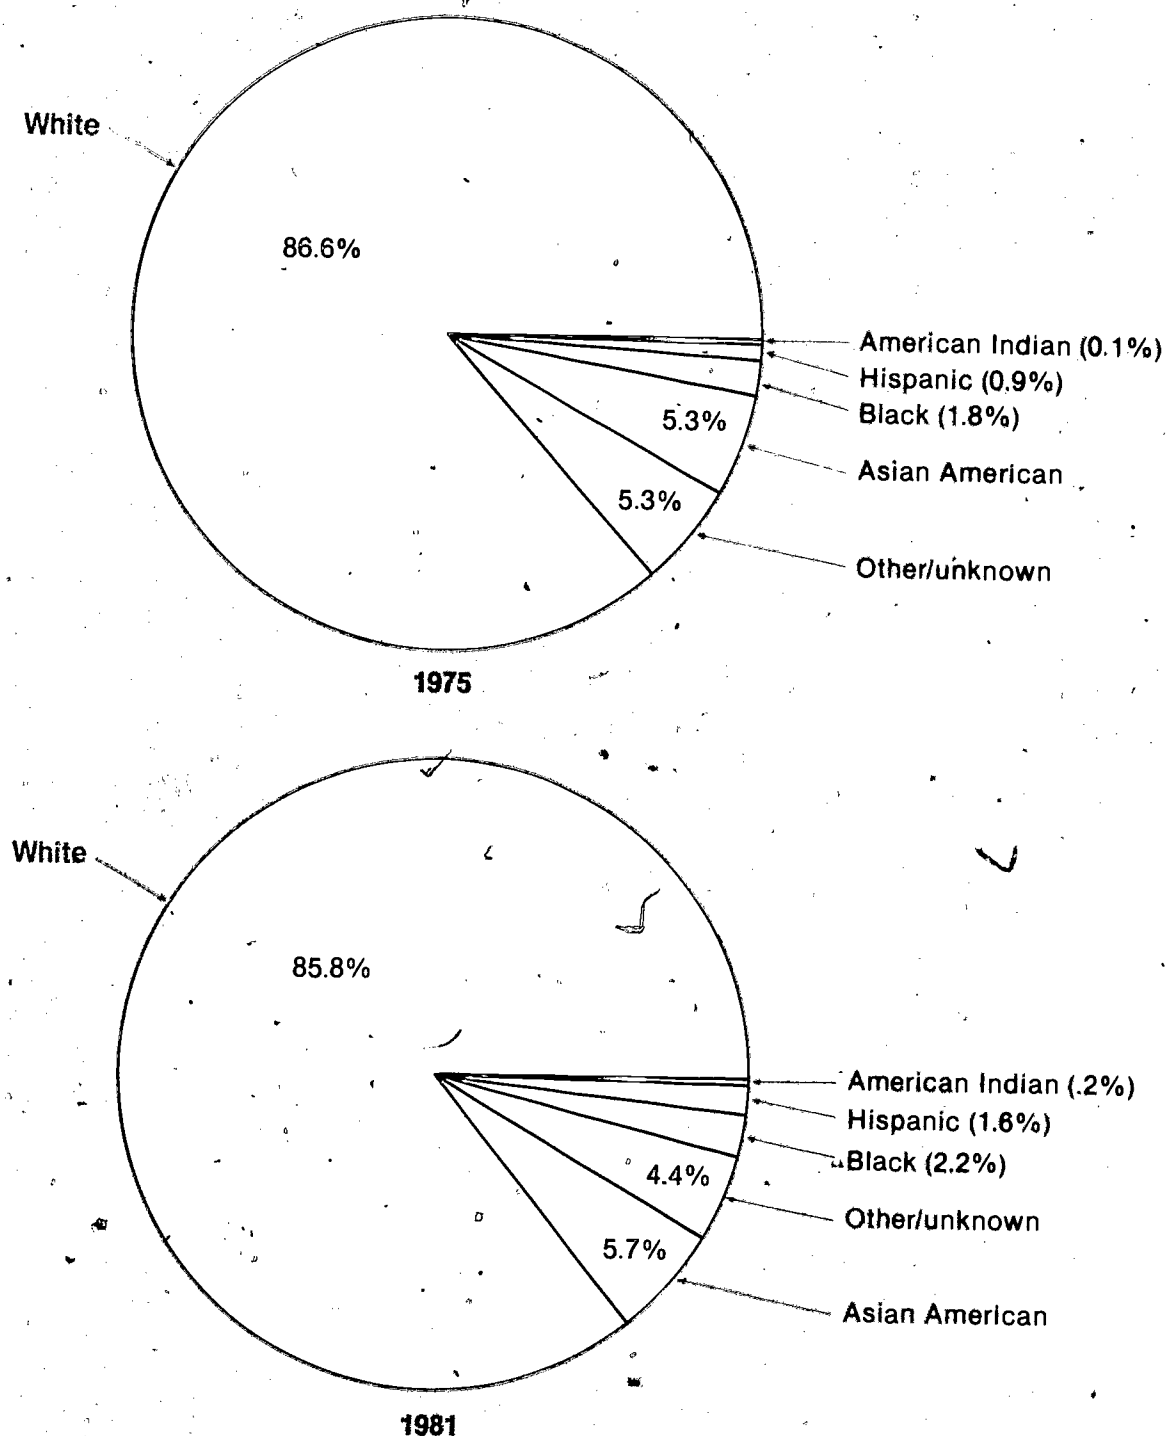 White
86.6%
American Indian (0.1%)
Hispanic (0.9%)
Black (1.8%)
5.3%
Asian American
5.3%
Other/unknown
1975
White
85.8%
American Indian (.2%)
Hispanic (1.6%)
Black (2.2%)
4.4%
Other/unknown
5.7%
Asian American
1981